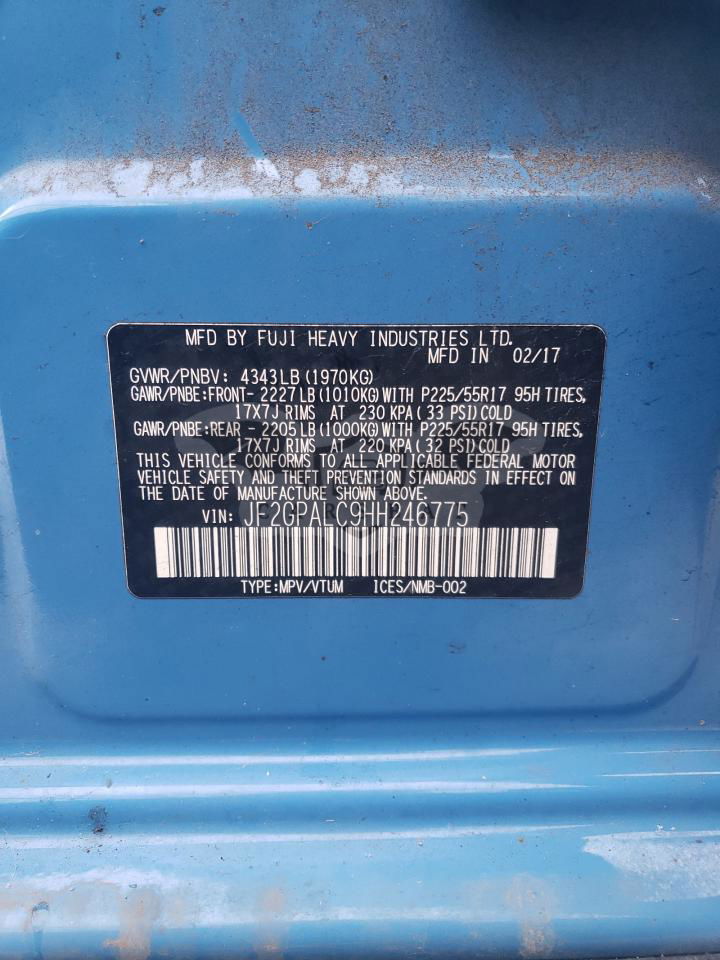 MFD BY FUJI HEAVY INDUSTRIES LTD.
MFD IN 02/17
GVWR/PNBV: 4343LB (1970KG)
GAWR/PNBE:FRONT- 2227LB (1010KG)WITH P225/55R17 95H TIRES,
17X7J RIMS AT 230 KPA (33 PSI)COLD
GAWR/PNBE:REAR - 2205LB (1000KG)WITH P225/55R17 95H TIRES,
17X7J RIMS AT 220 KPA (32 PSI)COLD
THIS VEHICLE CONFORMS TO ALL APPLICABLE FEDERAL MOTOR
VEHICLE SAFETY AND THEFT PREVENTION STANDARDS IN EFFECT ON
THE DATE OF MANUFACTURE SHOWN ABOVE.
VIN: JF2GPALC9HH246775
TYPE:MPV/VTUM ICES/NMB-002